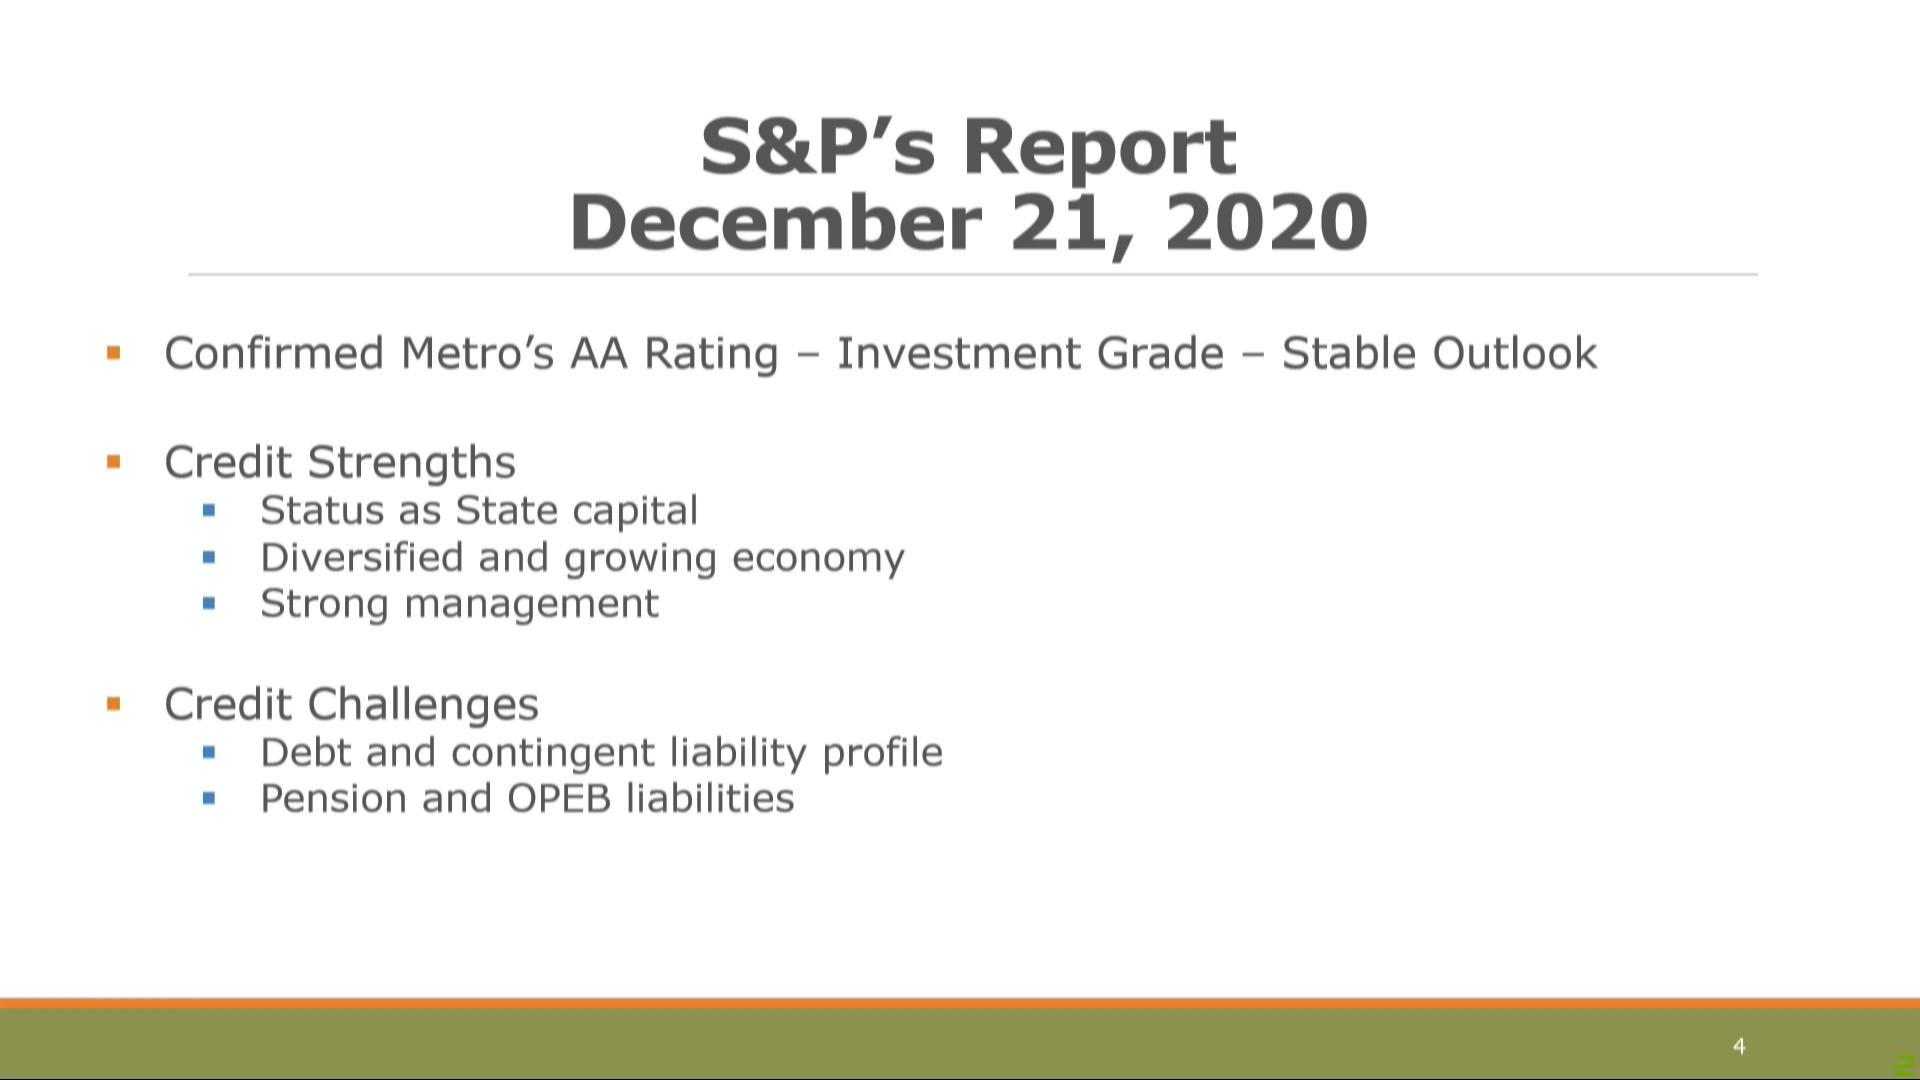 S&P’s Report
December 21, 2020
▪ Confirmed Metro’s AA Rating – Investment Grade – Stable Outlook
▪ Credit Strengths
▪ Status as State capital
▪ Diversified and growing economy
▪ Strong management
▪ Credit Challenges
▪ Debt and contingent liability profile
▪ Pension and OPEB liabilities
4